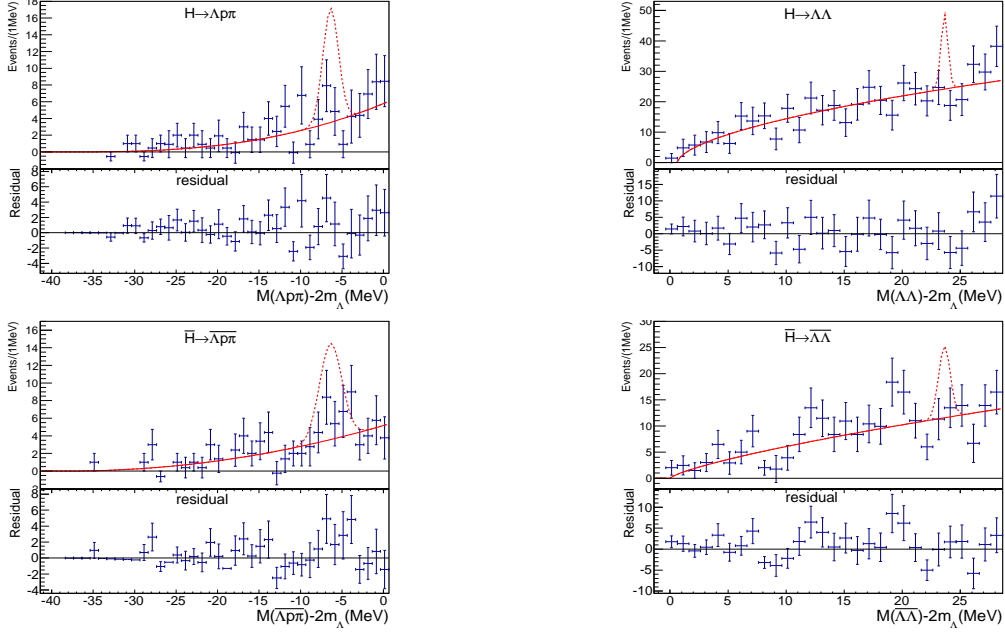 H→Λpπ
Events/(1MeV)
16
14
12
10
8
6
4
2
0
residual
Residual
8
6
4
2
0
-2
-4
-40 -35 -30 -25 -20 -15 -10 -5 0
M(Λpπ)-2m_Λ(MeV)
H→ΛΛ
Events/(1MeV)
50
40
30
20
10
0
residual
Residual
15
10
5
0
-5
-10
0 5 10 15 20 25
M(ΛΛ)-2m_Λ(MeV)
H̅→Λ̅p̅π̅
Events/(1MeV)
16
14
12
10
8
6
4
2
0
residual
Residual
8
6
4
2
0
-2
-4
-40 -35 -30 -25 -20 -15 -10 -5 0
M(Λ̅p̅π̅)-2m_Λ(MeV)
H̅→Λ̅Λ̅
Events/(1MeV)
30
25
20
15
10
5
0
residual
Residual
10
5
0
-5
-10
0 5 10 15 20 25
M(Λ̅Λ̅)-2m_Λ(MeV)